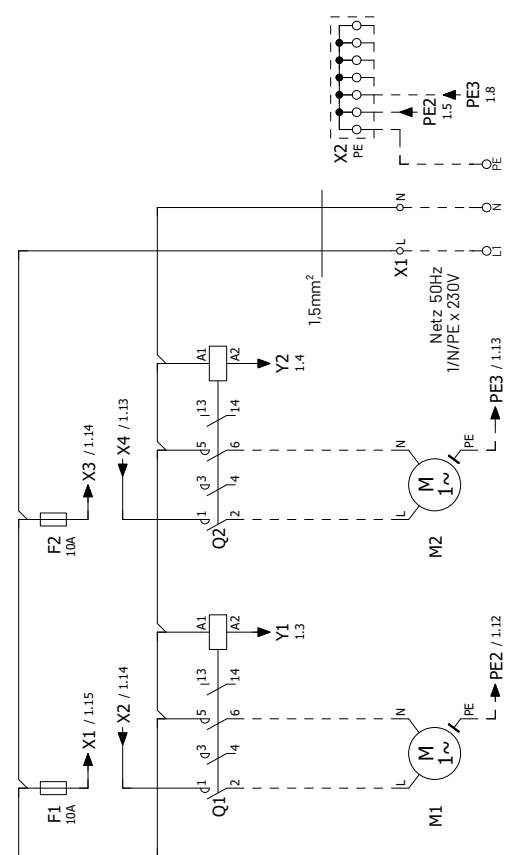 X2
PE
PE2
1.5
PE3
1.8
PE
N
N
L
L1
X1
1,5mm²
Netz 50Hz
1/N/PE x 230V
F2
10A
X3 / 1.14
X4 / 1.13
A1
A2
Y2
1.4
13
14
5
6
3
4
1
2
Q2
N
L
PE
M
1~
M2
PE3 / 1.13
F1
10A
X1 / 1.15
X2 / 1.14
A1
A2
Y1
1.3
13
14
5
6
3
4
1
2
Q1
N
L
PE
M
1~
M1
PE2 / 1.12